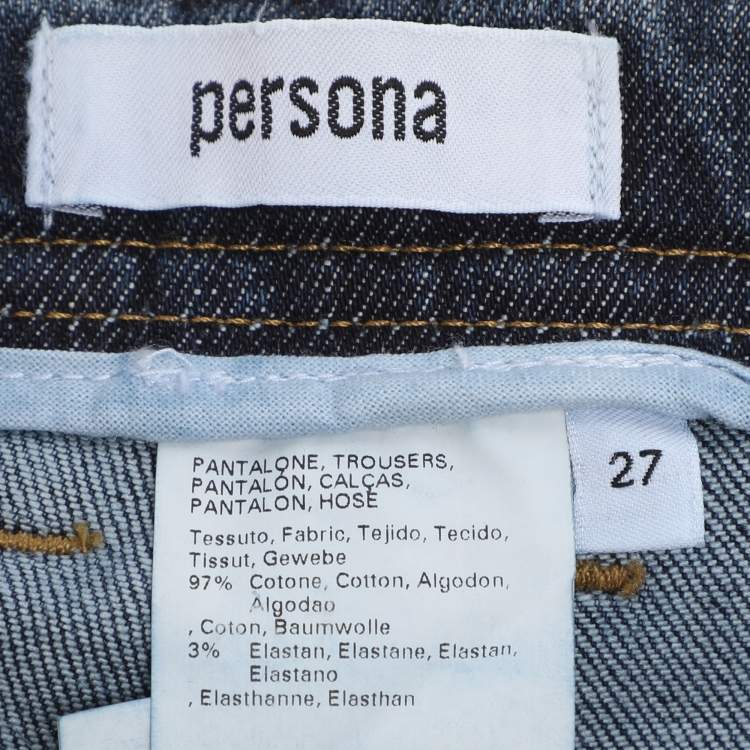 persona
27
PANTALONE, TROUSERS,
PANTALÓN, CALÇAS,
PANTALON, HOSE
Tessuto, Fabric, Tejido, Tecido,
Tissut, Gewebe
97% Cotone, Cotton, Algodon,
Algodao
, Coton, Baumwolle
3% Elastan, Elastane, Elastan,
Elastano
, Elasthanne, Elasthan